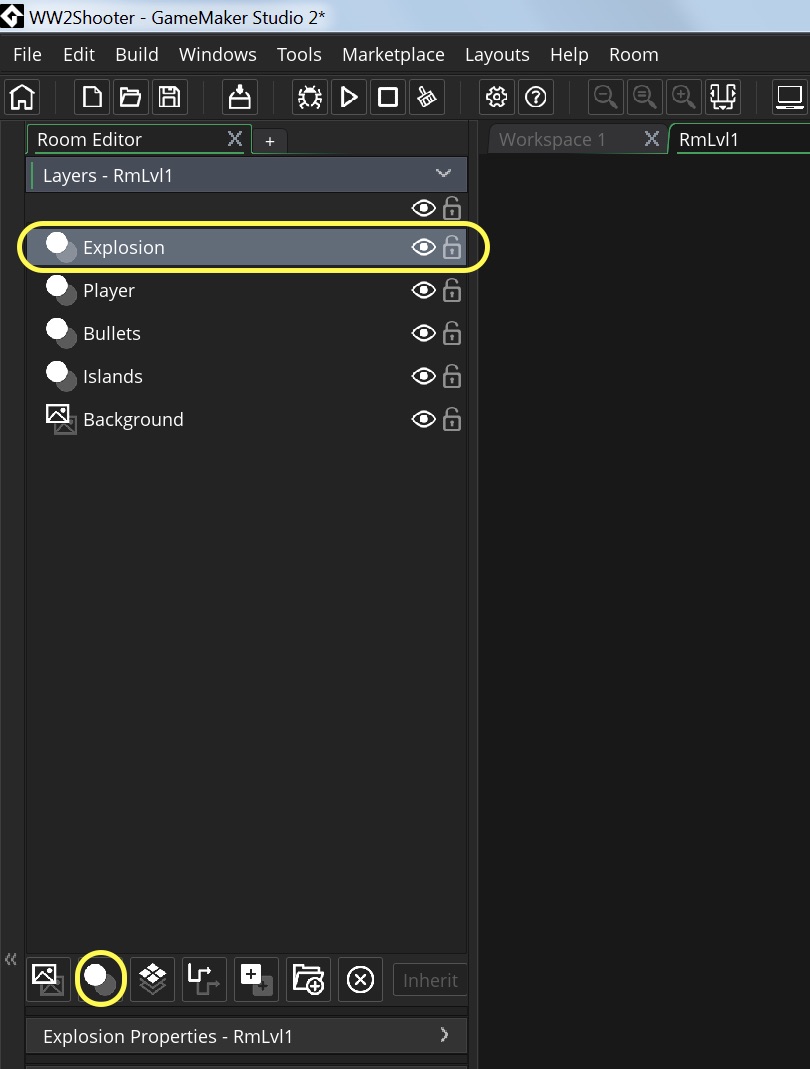 WW2Shooter - GameMaker Studio 2*
File Edit Build Windows Tools Marketplace Layouts Help Room
Room Editor X + Workspace 1 X RmLvl1
Layers - RmLvl1
Explosion
Player
Bullets
Islands
Background
Inherit
Explosion Properties - RmLvl1